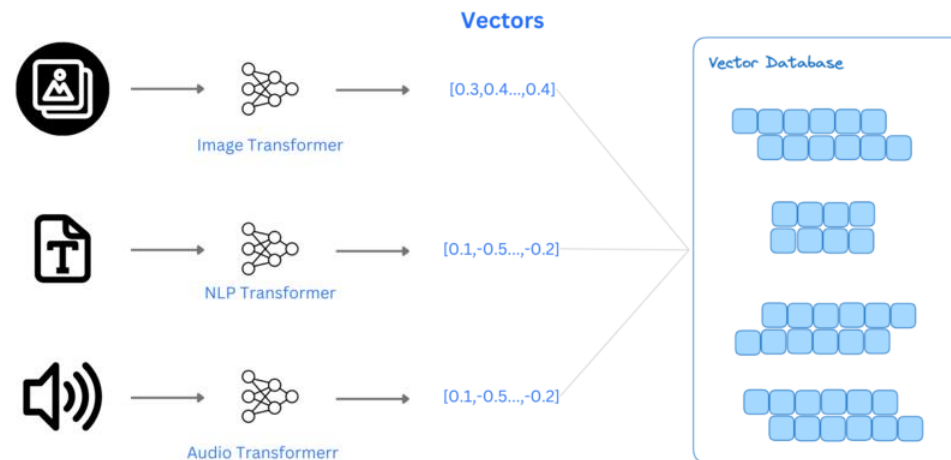 Vectors
Vector Database
[0.3,0.4...,0.4]
Image Transformer
T
[0.1,-0.5...,-0.2]
NLP Transformer
[0.1,-0.5...,-0.2]
Audio Transformerr